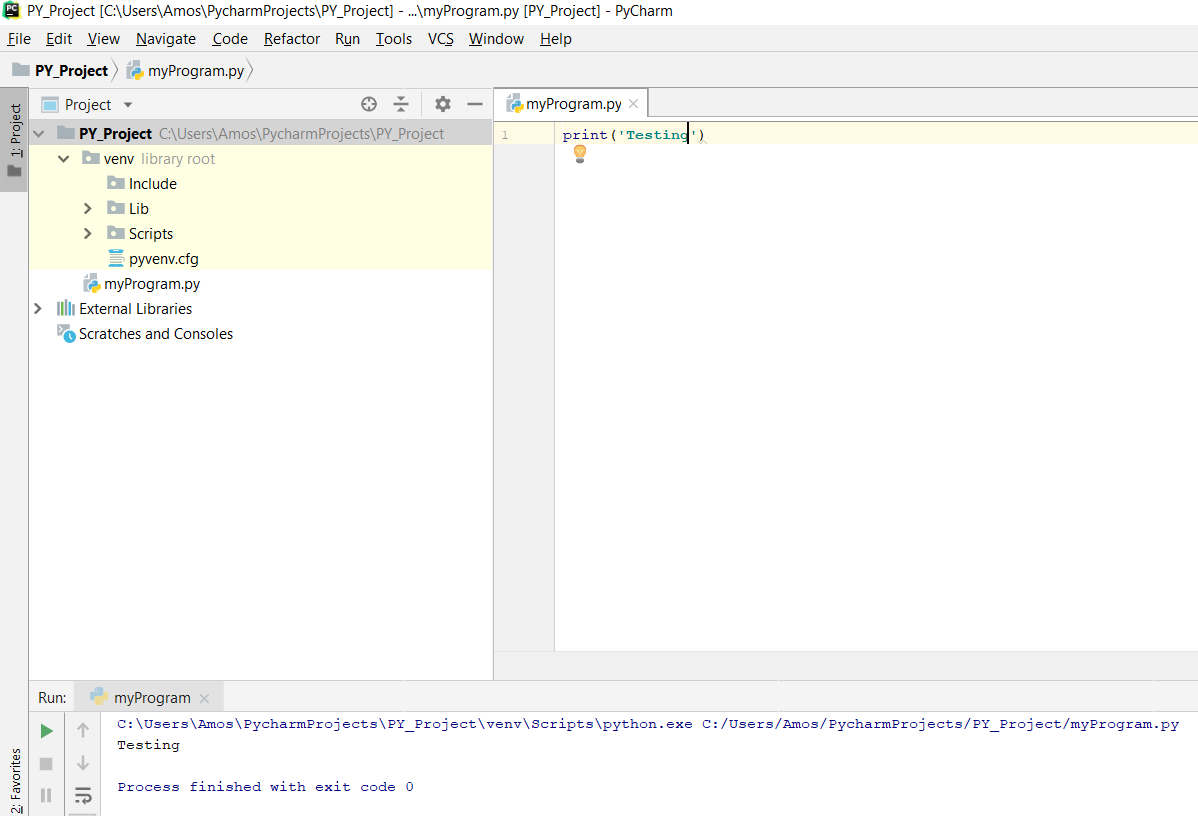 PY_Project [C:\Users\Amos\PycharmProjects\PY_Project] - ...\myProgram.py [PY_Project] - PyCharm
File Edit View Navigate Code Refactor Run Tools VCS Window Help
PY_Project myProgram.py
1: Project
Project
PY_Project C:\Users\Amos\PycharmProjects\PY_Project
venv library root
Include
Lib
Scripts
pyvenv.cfg
myProgram.py
External Libraries
Scratches and Consoles
myProgram.py
1 print('Testing')
Run: myProgram
C:\Users\Amos\PycharmProjects\PY_Project\venv\Scripts\python.exe C:/Users/Amos/PycharmProjects/PY_Project/myProgram.py
Testing
Process finished with exit code 0
2: Favorites